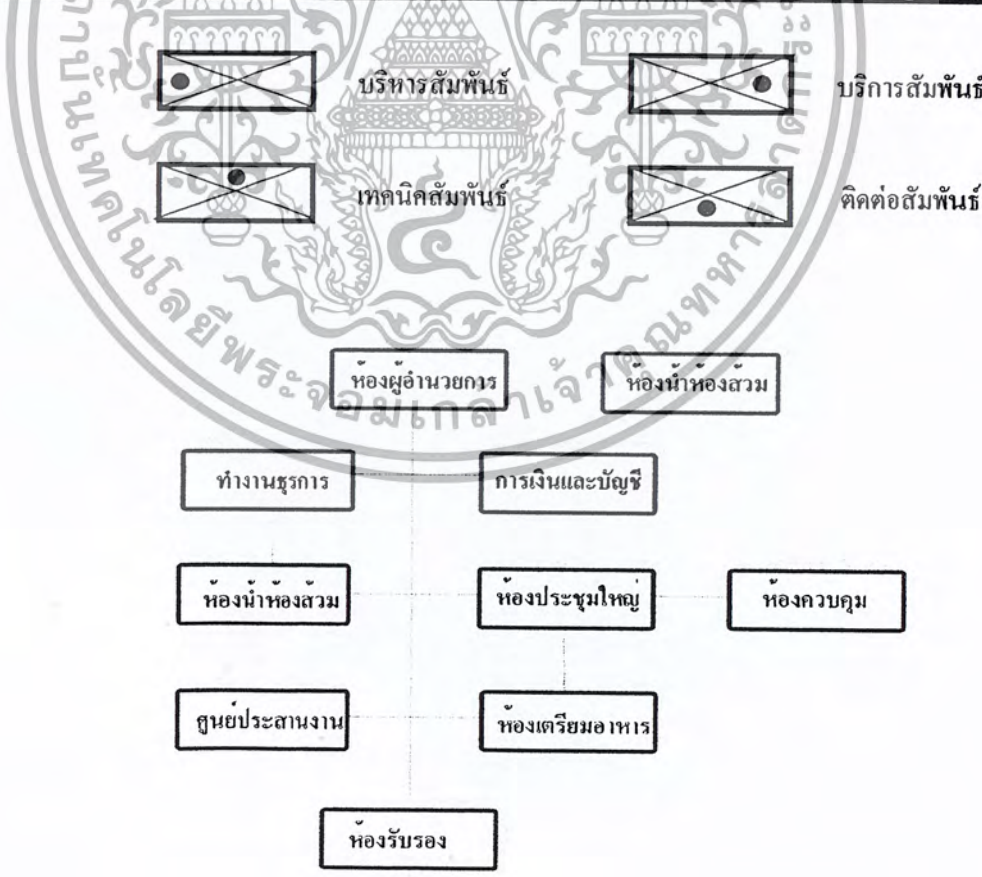 บริหารสัมพันธ์ บริการสัมพันธ์
เทคนิคสัมพันธ์ ติดต่อสัมพันธ์
ห้องผู้อำนวยการ ห้องน้ำห้องส้วม
ทำงานธุรการ การเงินและบัญชี
ห้องน้ำห้องส้วม ห้องประชุมใหญ่ ห้องควบคุม
ศูนย์ประสานงาน ห้องเตรียมอาหาร
ห้องรับรอง